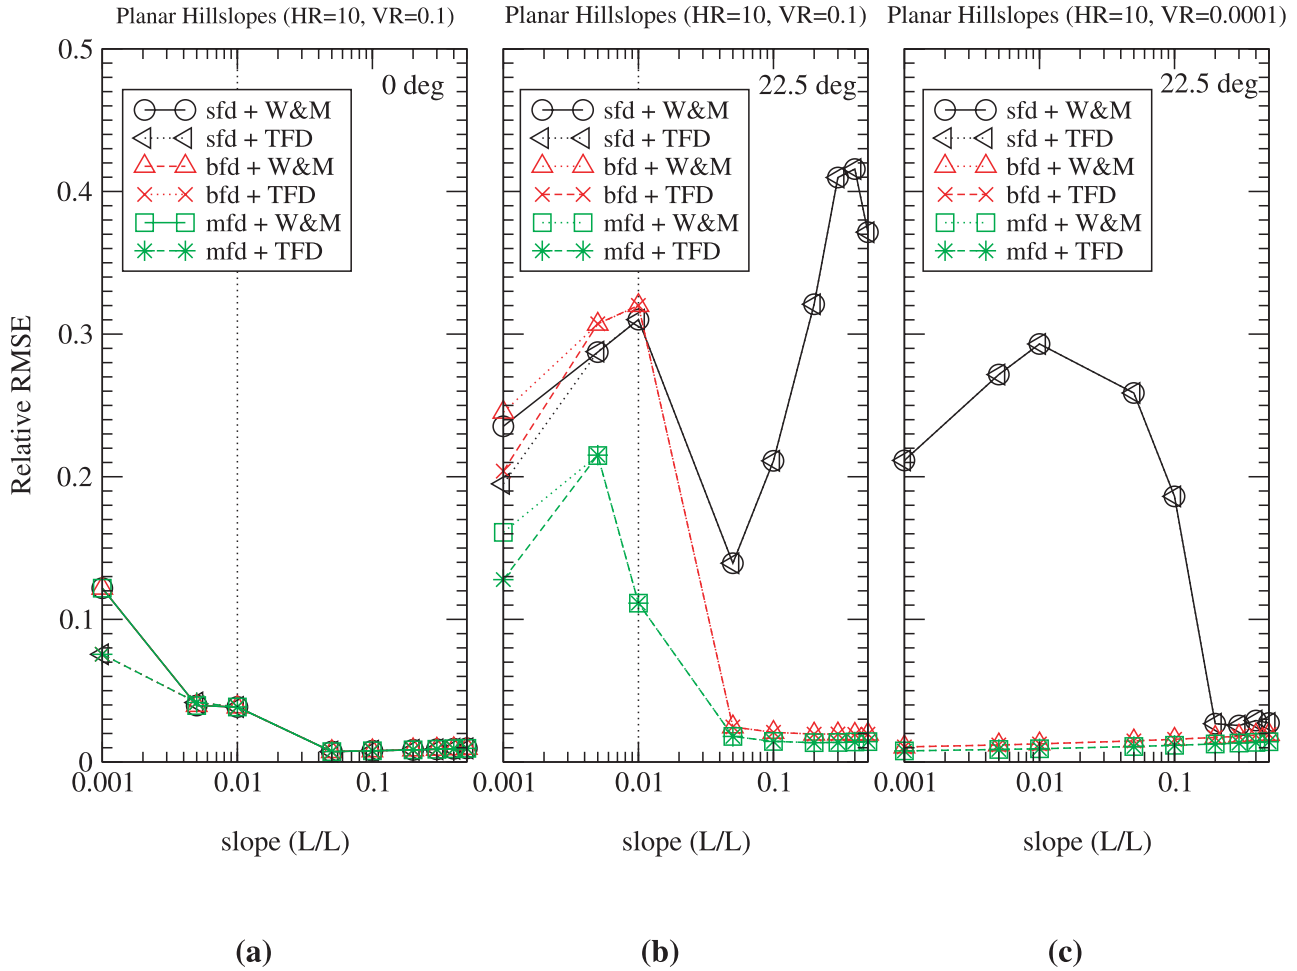 Planar Hillslopes (HR=10, VR=0.1)
Planar Hillslopes (HR=10, VR=0.1)
Planar Hillslopes (HR=10, VR=0.0001)
0.5
0.4
0.3
0.2
0.1
0
Relative RMSE
0 deg
sfd + W&M
sfd + TFD
bfd + W&M
bfd + TFD
mfd + W&M
mfd + TFD
22.5 deg
sfd + W&M
sfd + TFD
bfd + W&M
bfd + TFD
mfd + W&M
mfd + TFD
22.5 deg
sfd + W&M
sfd + TFD
bfd + W&M
bfd + TFD
mfd + W&M
mfd + TFD
0.001 0.01 0.1
0.001 0.01 0.1
0.001 0.01 0.1
slope (L/L)
slope (L/L)
slope (L/L)
(a)
(b)
(c)